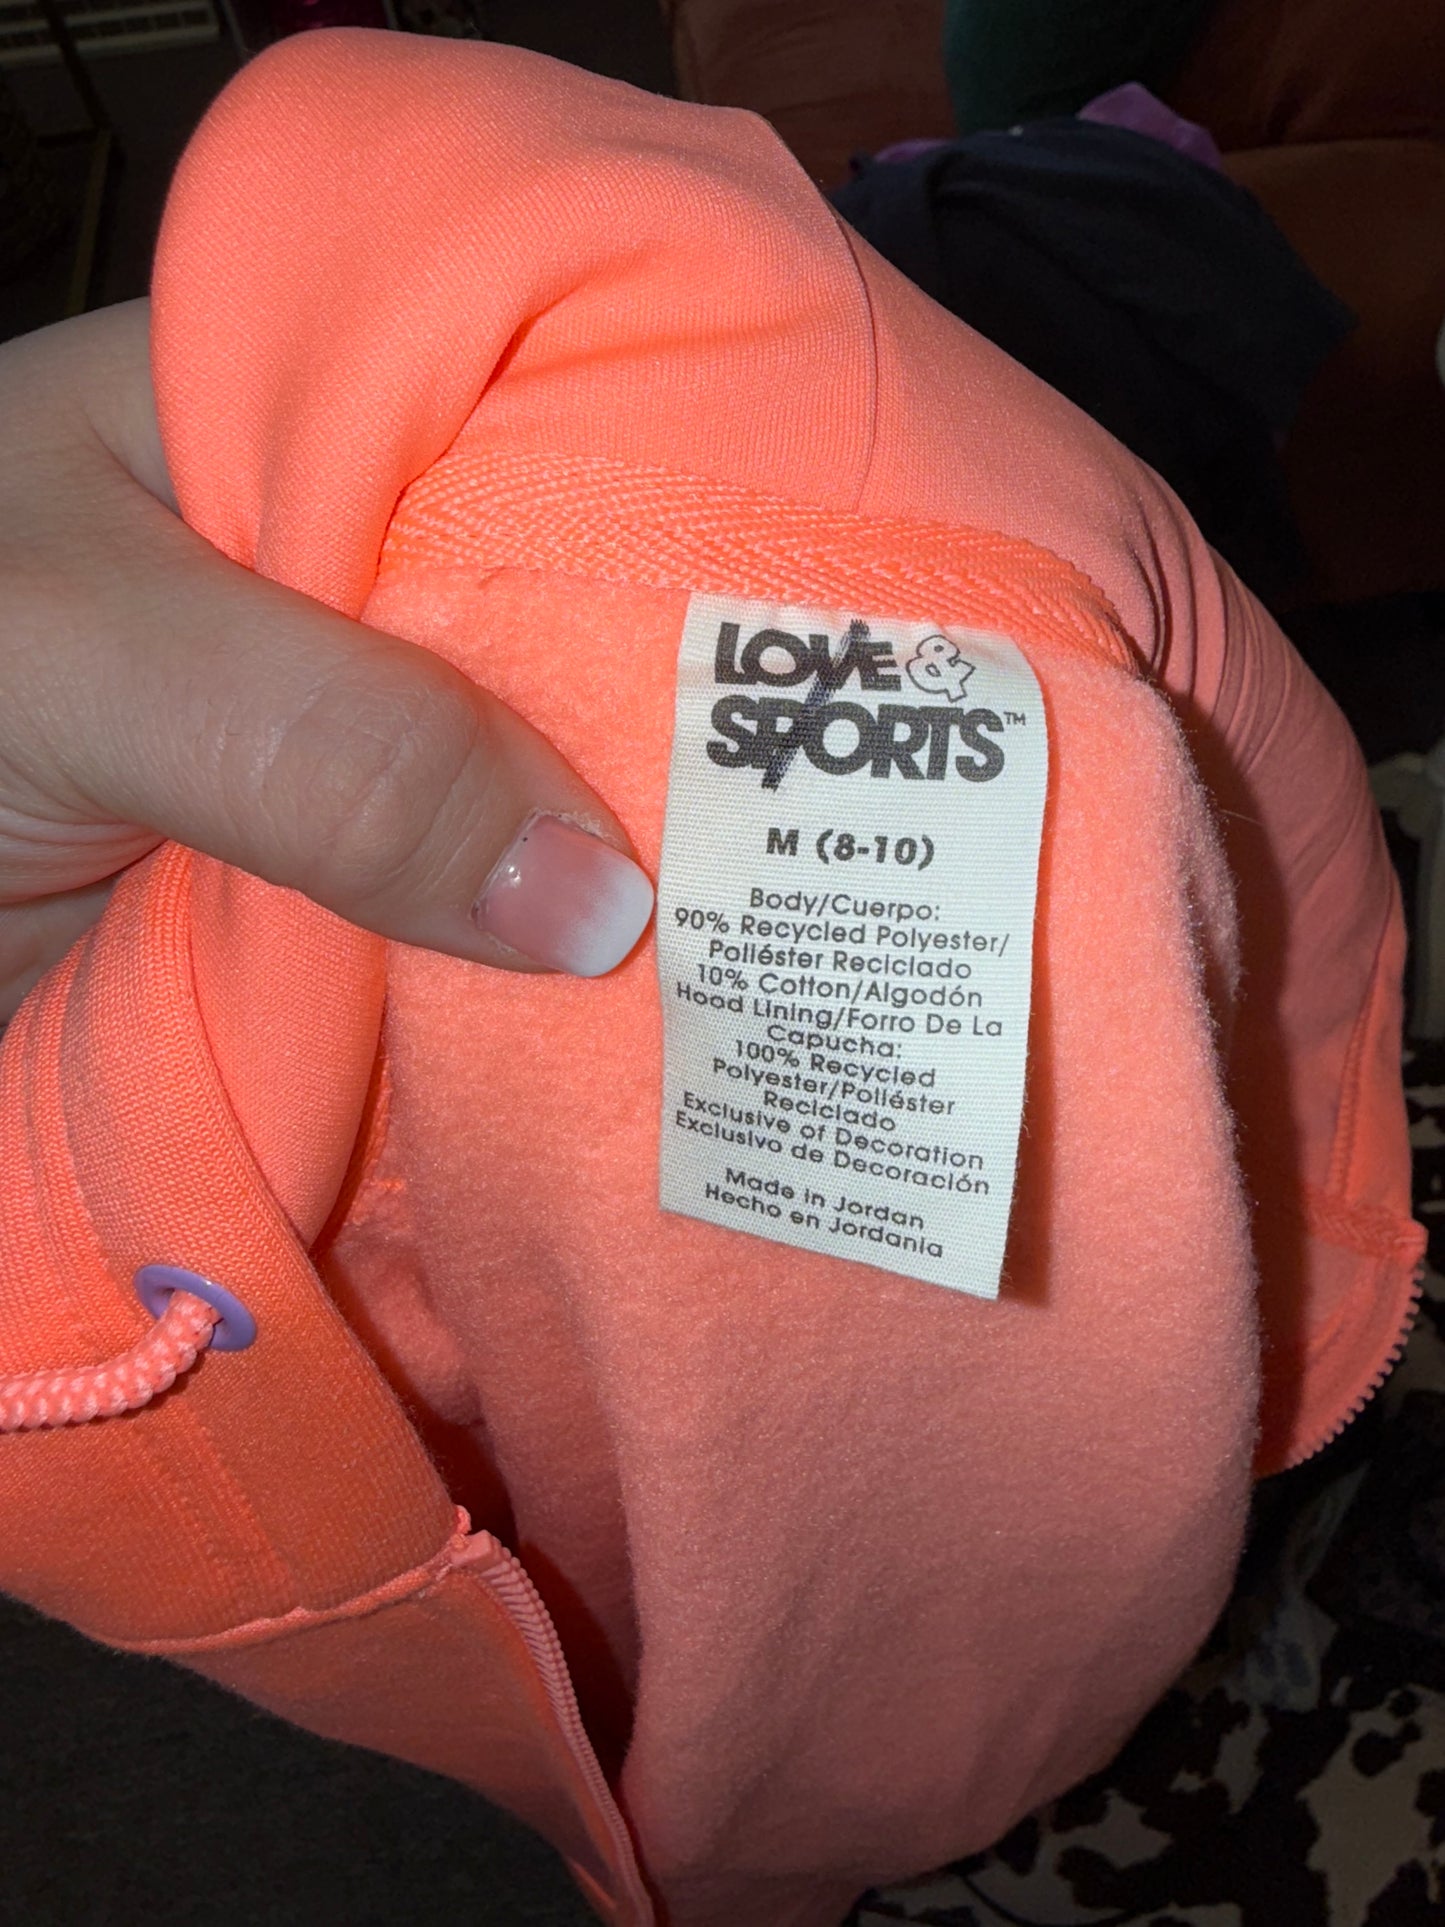 LOVE &
SPORTS™
M (8-10)
Body/Cuerpo:
90% Recycled Polyester/
Poliéster Reciclado
10% Cotton/Algodón
Hood Lining/Forro De La
Capucha:
100% Recycled
Polyester/Poliéster
Reciclado
Exclusive of Decoration
Exclusivo de Decoración
Made in Jordan
Hecho en Jordania